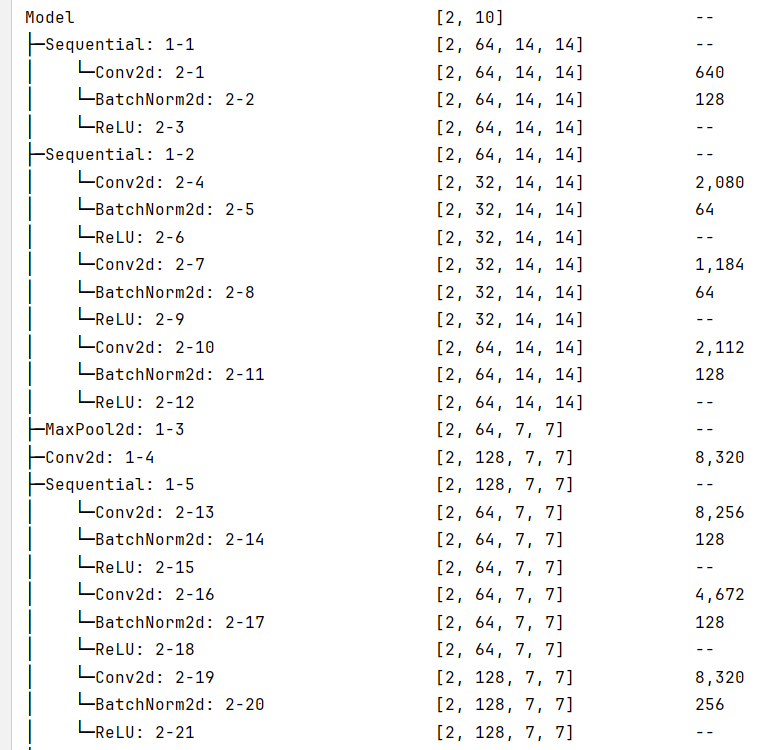 Model                                    [2, 10]                   --
├─Sequential: 1-1                        [2, 64, 14, 14]           --
│    └─Conv2d: 2-1                       [2, 64, 14, 14]           640
│    └─BatchNorm2d: 2-2                  [2, 64, 14, 14]           128
│    └─ReLU: 2-3                         [2, 64, 14, 14]           --
├─Sequential: 1-2                        [2, 64, 14, 14]           --
│    └─Conv2d: 2-4                       [2, 32, 14, 14]           2,080
│    └─BatchNorm2d: 2-5                  [2, 32, 14, 14]           64
│    └─ReLU: 2-6                         [2, 32, 14, 14]           --
│    └─Conv2d: 2-7                       [2, 32, 14, 14]           1,184
│    └─BatchNorm2d: 2-8                  [2, 32, 14, 14]           64
│    └─ReLU: 2-9                         [2, 32, 14, 14]           --
│    └─Conv2d: 2-10                      [2, 64, 14, 14]           2,112
│    └─BatchNorm2d: 2-11                 [2, 64, 14, 14]           128
│    └─ReLU: 2-12                        [2, 64, 14, 14]           --
├─MaxPool2d: 1-3                         [2, 64, 7, 7]             --
├─Conv2d: 1-4                            [2, 128, 7, 7]            8,320
├─Sequential: 1-5                        [2, 128, 7, 7]            --
│    └─Conv2d: 2-13                      [2, 64, 7, 7]             8,256
│    └─BatchNorm2d: 2-14                 [2, 64, 7, 7]             128
│    └─ReLU: 2-15                        [2, 64, 7, 7]             --
│    └─Conv2d: 2-16                      [2, 64, 7, 7]             4,672
│    └─BatchNorm2d: 2-17                 [2, 64, 7, 7]             128
│    └─ReLU: 2-18                        [2, 64, 7, 7]             --
│    └─Conv2d: 2-19                      [2, 128, 7, 7]            8,320
│    └─BatchNorm2d: 2-20                 [2, 128, 7, 7]            256
│    └─ReLU: 2-21                        [2, 128, 7, 7]            --